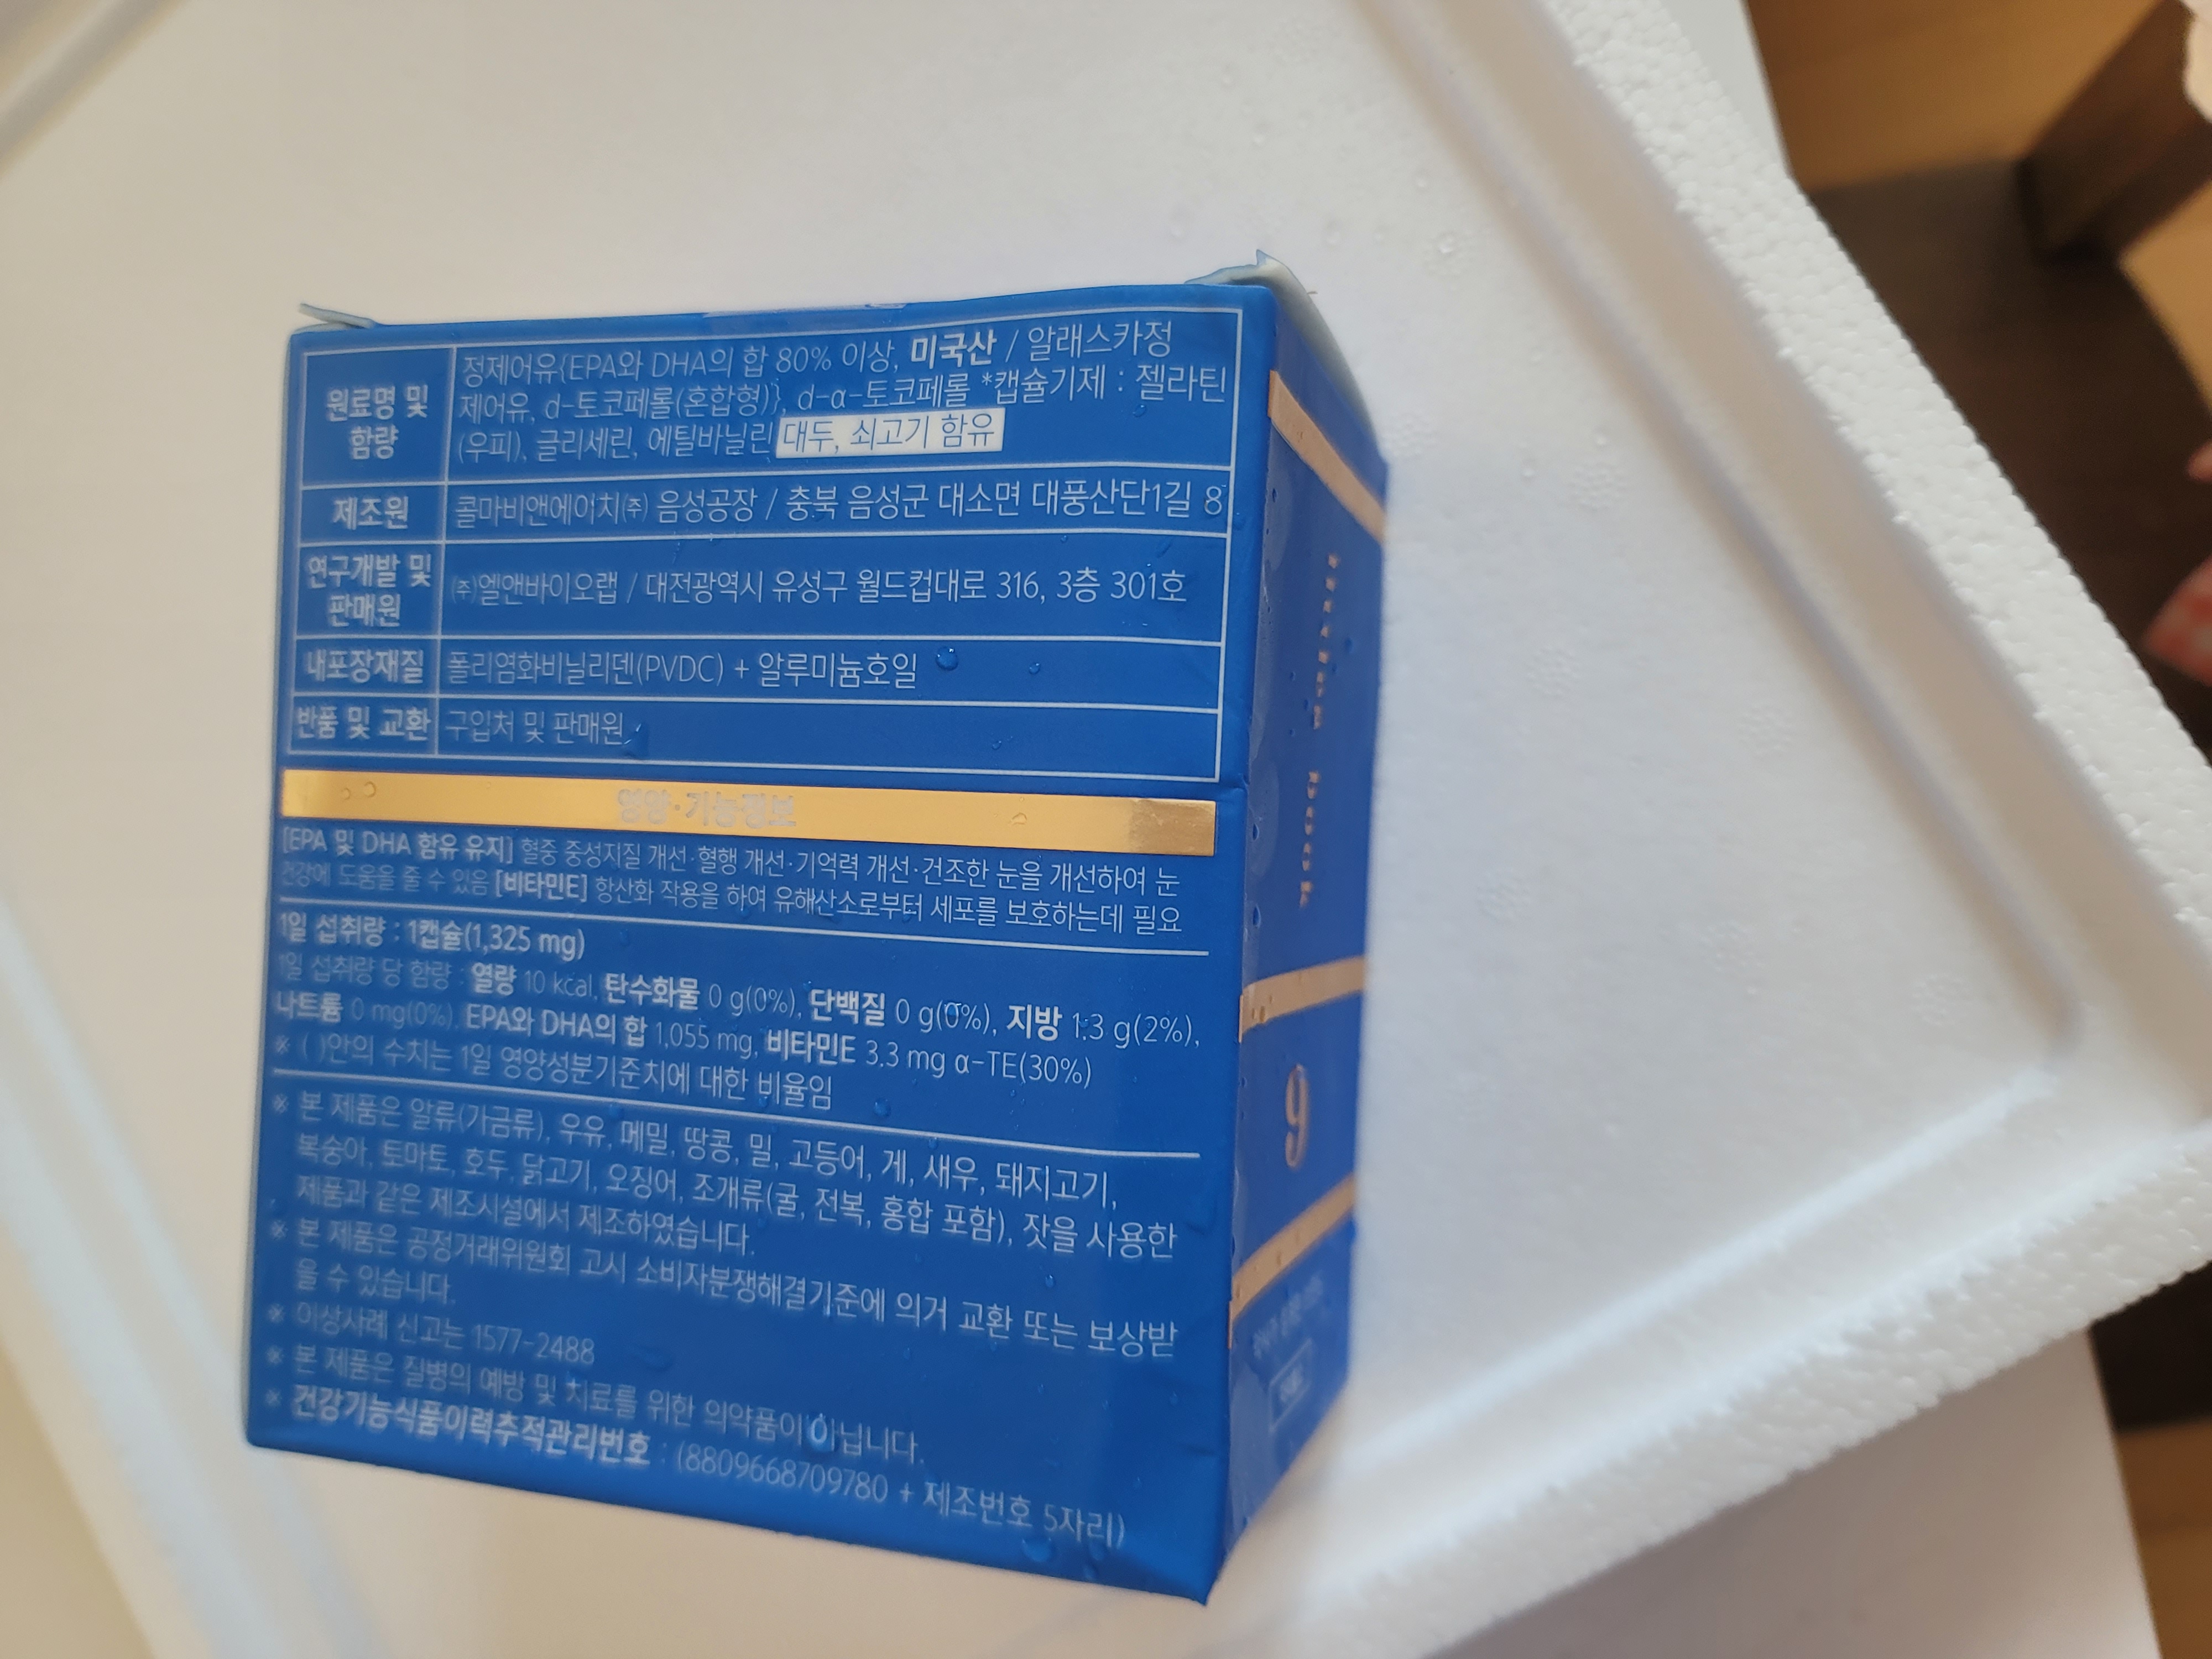 원료명 및
함량
정제어유{EPA와 DHA의 합 80% 이상, 미국산 / 알래스카정
제어유, d-토코페롤(혼합형)}, d-α-토코페롤 *캡슐기제 : 젤라틴
(우피), 글리세린, 에틸바닐린 대두, 쇠고기 함유
제조원
콜마비앤에이치㈜ 음성공장 / 충북 음성군 대소면 대풍산단1길 8
연구개발 및
판매원
㈜엘앤바이오랩 / 대전광역시 유성구 월드컵대로 316, 3층 301호
내포장재질
폴리염화비닐리덴(PVDC) + 알루미늄호일
반품 및 교환
구입처 및 판매원
영양·기능정보
[EPA 및 DHA 함유 유지] 혈중 중성지질 개선·혈행 개선·기억력 개선·건조한 눈을 개선하여 눈
건강에 도움을 줄 수 있음 [비타민E] 항산화 작용을 하여 유해산소로부터 세포를 보호하는데 필요
1일 섭취량 : 1캡슐(1,325 mg)
1일 섭취량 당 함량 : 열량 10 kcal, 탄수화물 0 g(0%), 단백질 0 g(0%), 지방 1.3 g(2%),
나트륨 0 mg(0%), EPA와 DHA의 합 1,055 mg, 비타민E 3.3 mg α-TE(30%)
※ ( )안의 수치는 1일 영양성분기준치에 대한 비율임
※ 본 제품은 알류(가금류), 우유, 메밀, 땅콩, 밀, 고등어, 게, 새우, 돼지고기,
복숭아, 토마토, 호두, 닭고기, 오징어, 조개류(굴, 전복, 홍합 포함), 잣을 사용한
제품과 같은 제조시설에서 제조하였습니다.
※ 본 제품은 공정거래위원회 고시 소비자분쟁해결기준에 의거 교환 또는 보상받
을 수 있습니다.
※ 이상사례 신고는 1577-2488
※ 본 제품은 질병의 예방 및 치료를 위한 의약품이 아닙니다.
※ 건강기능식품이력추적관리번호 : (8809668709780 + 제조번호 5자리)
9